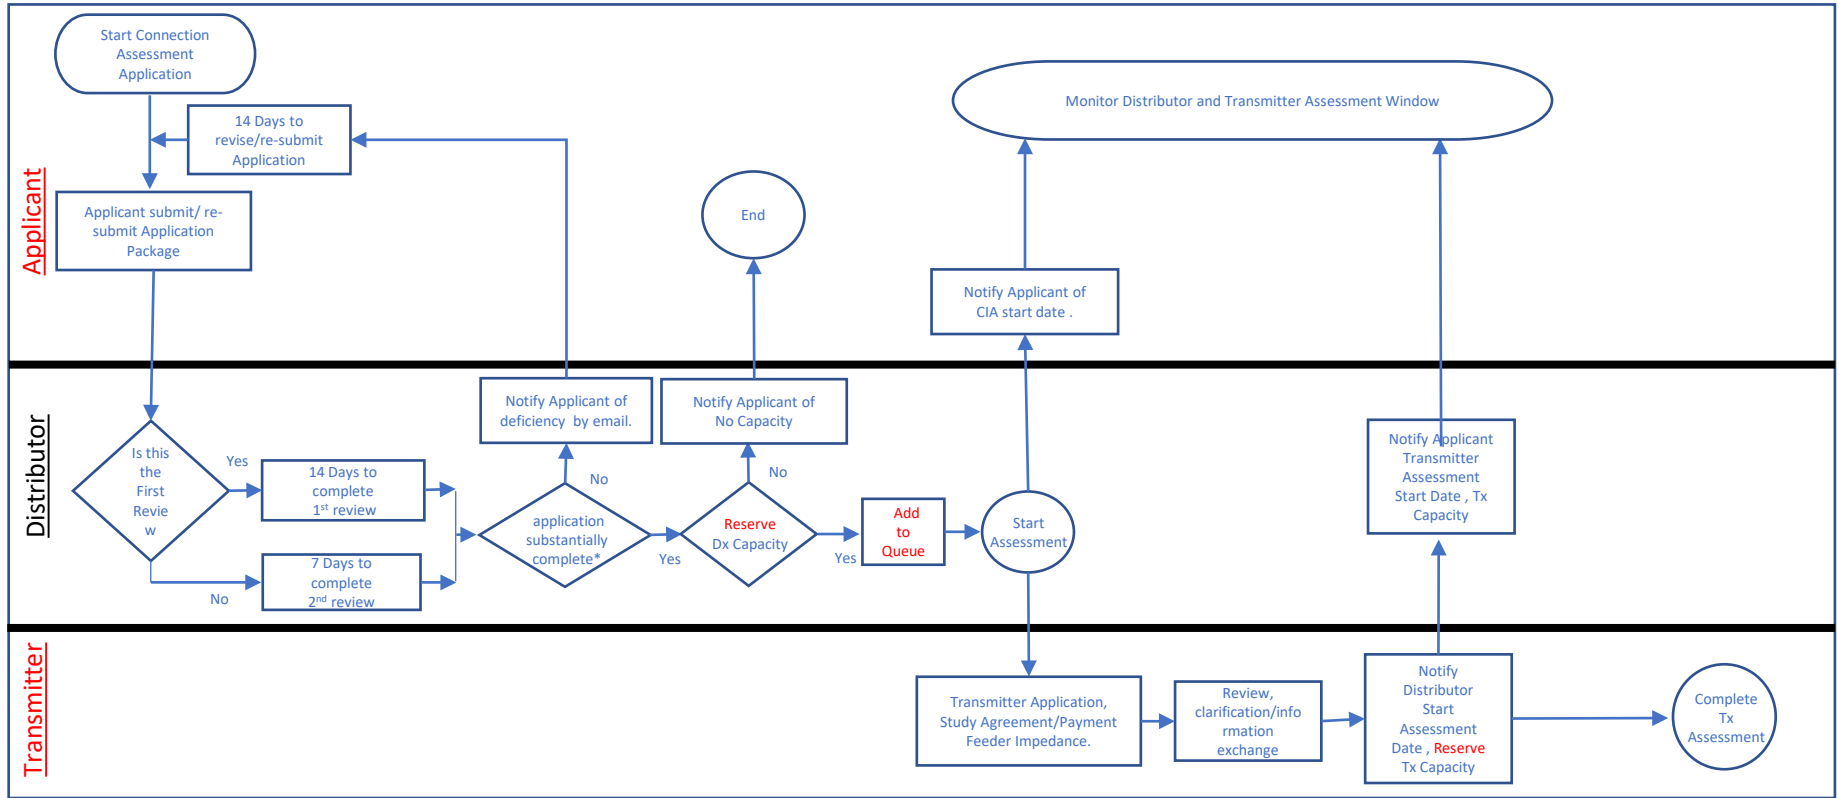 Start Connection
Assessment
Application
14 Days to
revise/re-submit
Application
Applicant submit/ re-
submit Application
Package
Applicant
End
Monitor Distributor and Transmitter Assessment Window
Notify Applicant of
CIA start date .
Distributor
Is this
the
First
Revie
w
Yes
No
14 Days to
complete
1st review
7 Days to
complete
2nd review
Notify Applicant of
deficiency by email.
No
application
substantially
complete*
Yes
Notify Applicant of
No Capacity
No
Reserve
Dx Capacity
Yes
Add
to
Queue
Start
Assessment
Notify Applicant
Transmitter
Assessment
Start Date , Tx
Capacity
Transmitter
Transmitter Application,
Study Agreement/Payment
Feeder Impedance.
Review,
clarification/info
rmation
exchange
Notify
Distributor
Start
Assessment
Date , Reserve
Tx Capacity
Complete
Tx
Assessment